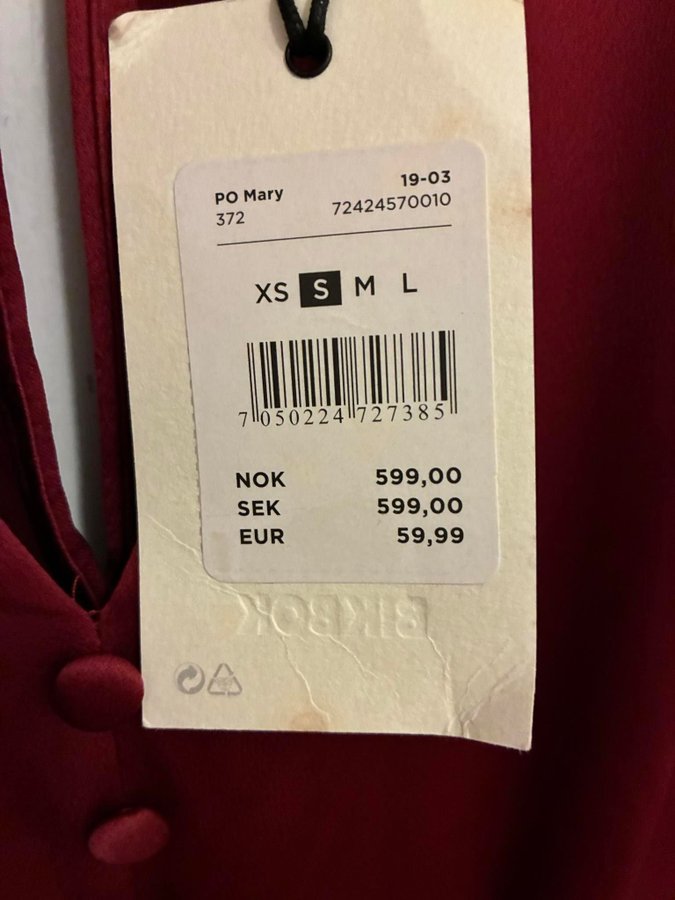 PO Mary 19-03
372 72424570010
XS S M L
7 050224 727385
NOK 599,00
SEK 599,00
EUR 59,99
BIKBOK